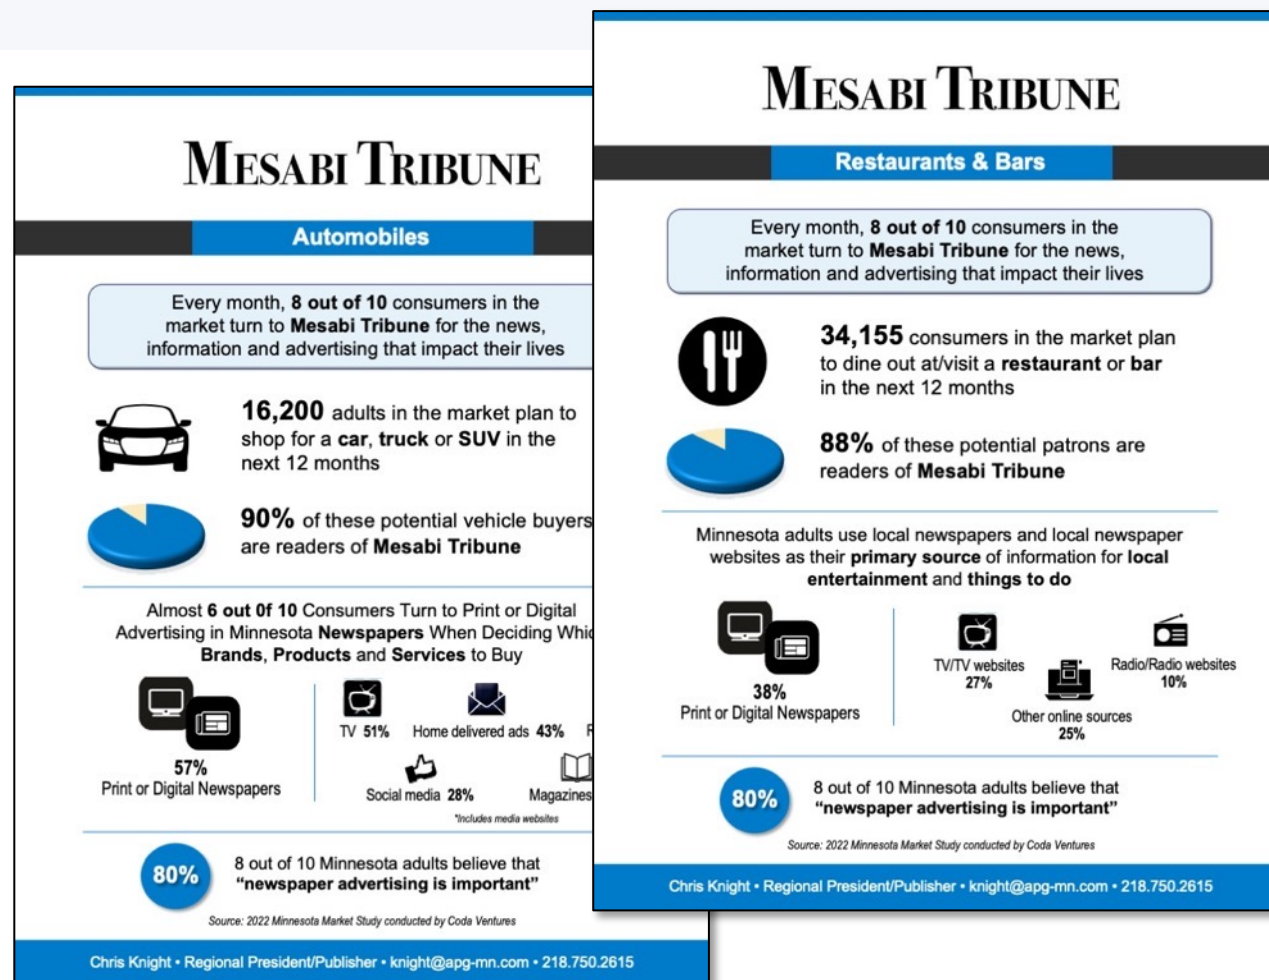 MESABI TRIBUNE
Automobiles
Every month, 8 out of 10 consumers in the
market turn to Mesabi Tribune for the news,
information and advertising that impact their lives
16,200 adults in the market plan to
shop for a car, truck or SUV in the
next 12 months
90% of these potential vehicle buyers
are readers of Mesabi Tribune
Almost 6 out 0f 10 Consumers Turn to Print or Digital
Advertising in Minnesota Newspapers When Deciding
Brands, Products and Services to Buy
57%
Print or Digital Newspapers
TV 51%
Home delivered ads 43%
Social media 28%
Magazines
*Includes media websites
80%
8 out of 10 Minnesota adults believe that
“newspaper advertising is important”
Source: 2022 Minnesota Market Study conducted by Coda Ventures
Chris Knight • Regional President/Publisher • knight@apg-mn.com • 218.750.2615
MESABI TRIBUNE
Restaurants & Bars
Every month, 8 out of 10 consumers in the
market turn to Mesabi Tribune for the news,
information and advertising that impact their lives
34,155 consumers in the market plan
to dine out at/visit a restaurant or bar
in the next 12 months
88% of these potential patrons are
readers of Mesabi Tribune
Minnesota adults use local newspapers and local newspaper
websites as their primary source of information for local
entertainment and things to do
38%
Print or Digital Newspapers
TV/TV websites
27%
Other online sources
25%
Radio/Radio websites
10%
80%
8 out of 10 Minnesota adults believe that
“newspaper advertising is important”
Source: 2022 Minnesota Market Study conducted by Coda Ventures
Chris Knight • Regional President/Publisher • knight@apg-mn.com • 218.750.2615